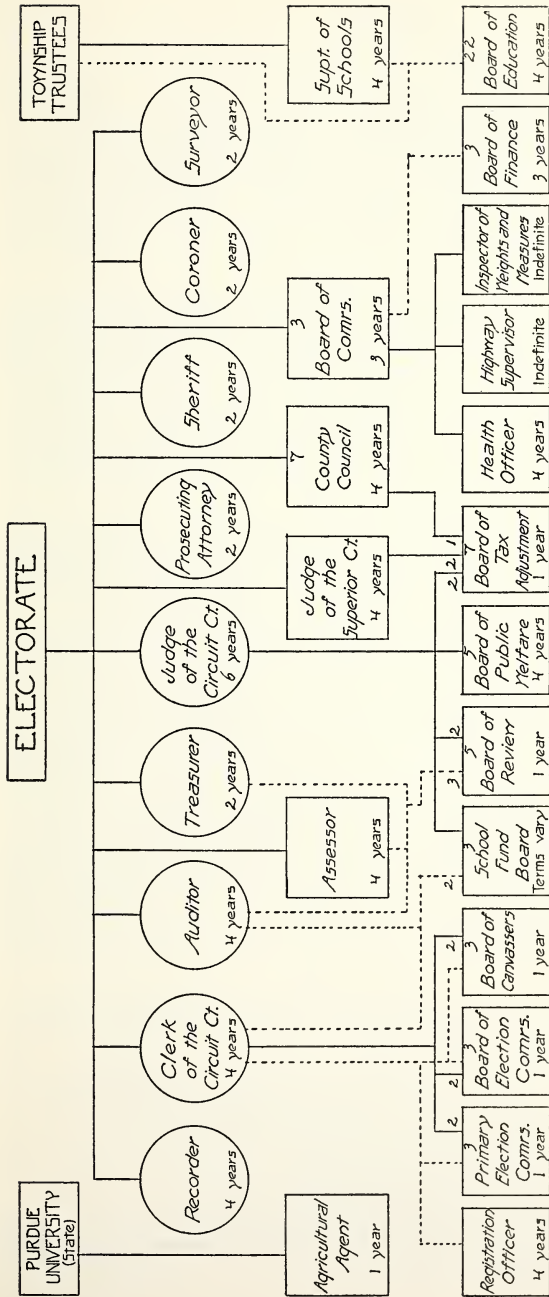 PURDUE
UNIVERSITY
(State)
ELECTORATE
TOWNSHIP
TRUSTEES
Recorder
4 years
Clerk
of the
Circuit Ct.
4 years
Auditor
4 years
Treasurer
2 years
Judge
of the
Circuit Ct.
6 years
Prosecuting
Attorney
2 years
Sheriff
2 years
Coroner
2 years
Surveyor
2 years
Agricultural
Agent
1 year
Assessor
4 years
Judge
of the
Superior Ct.
4 years
7
County
Council
4 years
3
Board of
Comrs.
3 years
Supt. of
Schools
4 years
2
2
2
2
3
2
2
2
1
Registration
Officer
4 years
3
Primary
Election
Comrs.
1 year
3
Board of
Election
Comrs.
1 year
3
Board of
Canvassers
1 year
3
School
Fund
Board
Terms vary
5
Board of
Review
1 year
5
Board of
Public
Welfare
4 years
7
Board of
Tax
Adjustment
1 year
Health
Officer
4 years
Highway
Supervisor
Indefinite
Inspector of
Weights and
Measures
Indefinite
3
Board of
Finance
3 years
22
Board of
Education
4 years